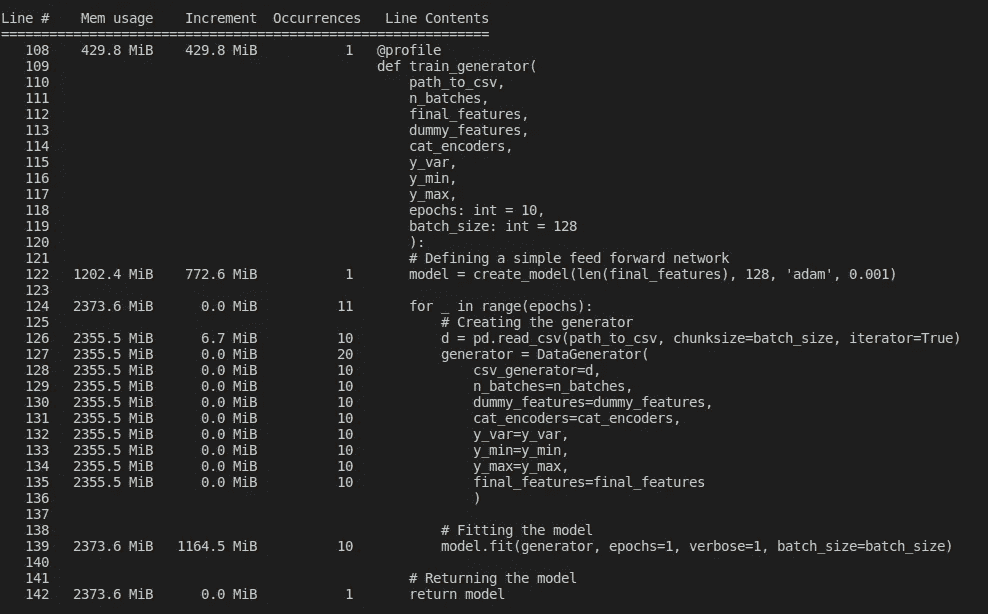 Line #    Mem usage    Increment  Occurrences   Line Contents
=============================================================
   108    429.8 MiB    429.8 MiB           1   @profile
   109                                         def train_generator(
   110                                             path_to_csv,
   111                                             n_batches,
   112                                             final_features,
   113                                             dummy_features,
   114                                             cat_encoders,
   115                                             y_var,
   116                                             y_min,
   117                                             y_max,
   118                                             epochs: int = 10,
   119                                             batch_size: int = 128
   120                                             ):
   121                                             # Defining a simple feed forward network
   122   1202.4 MiB    772.6 MiB           1       model = create_model(len(final_features), 128, 'adam', 0.001)
   123
   124   2373.6 MiB      0.0 MiB          11       for _ in range(epochs):
   125                                                 # Creating the generator
   126   2355.5 MiB      6.7 MiB          10           d = pd.read_csv(path_to_csv, chunksize=batch_size, iterator=True)
   127   2355.5 MiB      0.0 MiB          20           generator = DataGenerator(
   128   2355.5 MiB      0.0 MiB          10               csv_generator=d,
   129   2355.5 MiB      0.0 MiB          10               n_batches=n_batches,
   130   2355.5 MiB      0.0 MiB          10               dummy_features=dummy_features,
   131   2355.5 MiB      0.0 MiB          10               cat_encoders=cat_encoders,
   132   2355.5 MiB      0.0 MiB          10               y_var=y_var,
   133   2355.5 MiB      0.0 MiB          10               y_min=y_min,
   134   2355.5 MiB      0.0 MiB          10               y_max=y_max,
   135   2355.5 MiB      0.0 MiB          10               final_features=final_features
   136                                                     )
   137
   138                                                 # Fitting the model
   139   2373.6 MiB   1164.5 MiB          10           model.fit(generator, epochs=1, verbose=1, batch_size=batch_size)
   140
   141                                             # Returning the model
   142   2373.6 MiB      0.0 MiB           1       return model